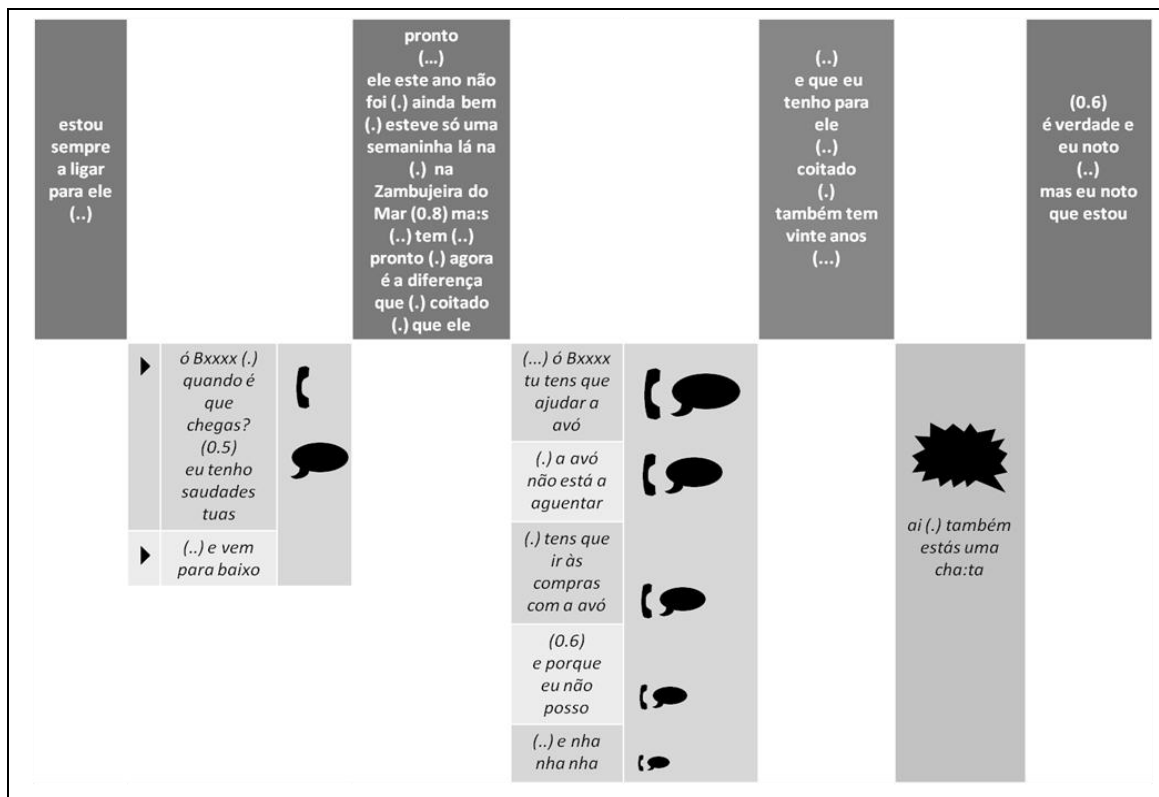 estou
sempre
a ligar
para ele
(..)
ó Bxxxx (.)
quando é
que
chegas?
(0.5)
eu tenho
saudades
tuas
(..) e vem
para baixo
pronto
(...)
ele este ano não
foi (.) ainda bem
(.) esteve só uma
semaninha lá na
(.) na
Zambujeira do
Mar (0.8) ma:s
(..) tem (..)
pronto (.) agora
é a diferença
que (.) coitado
(.) que ele
(...) ó Bxxxx
tu tens que
ajudar a
avó
(.) a avó
não está a
aguentar
(.) tens que
ir às
compras
com a avó
(0.6)
e porque
eu não
posso
(..) e nha
nha nha
(..)
e que eu
tenho para
ele
(..)
coitado
(.)
também tem
vinte anos
(...)
ai (.) também
estás uma
cha:ta
(0.6)
é verdade e
eu noto
(..)
mas eu noto
que estou